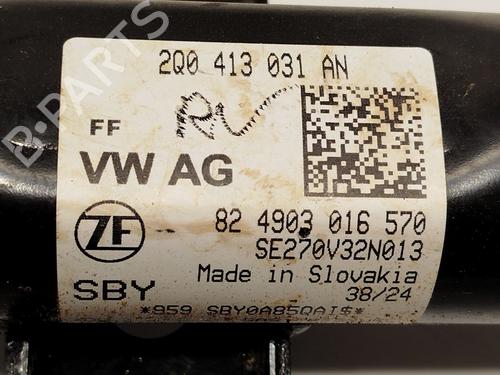 2Q0 413 031 AN
FF
RV
VW AG
ZF
82 4903 016 570
SE270V32N013
Made in Slovakia
SBY
38/24
*959 SBY0A85QAI$*
B-PARTS